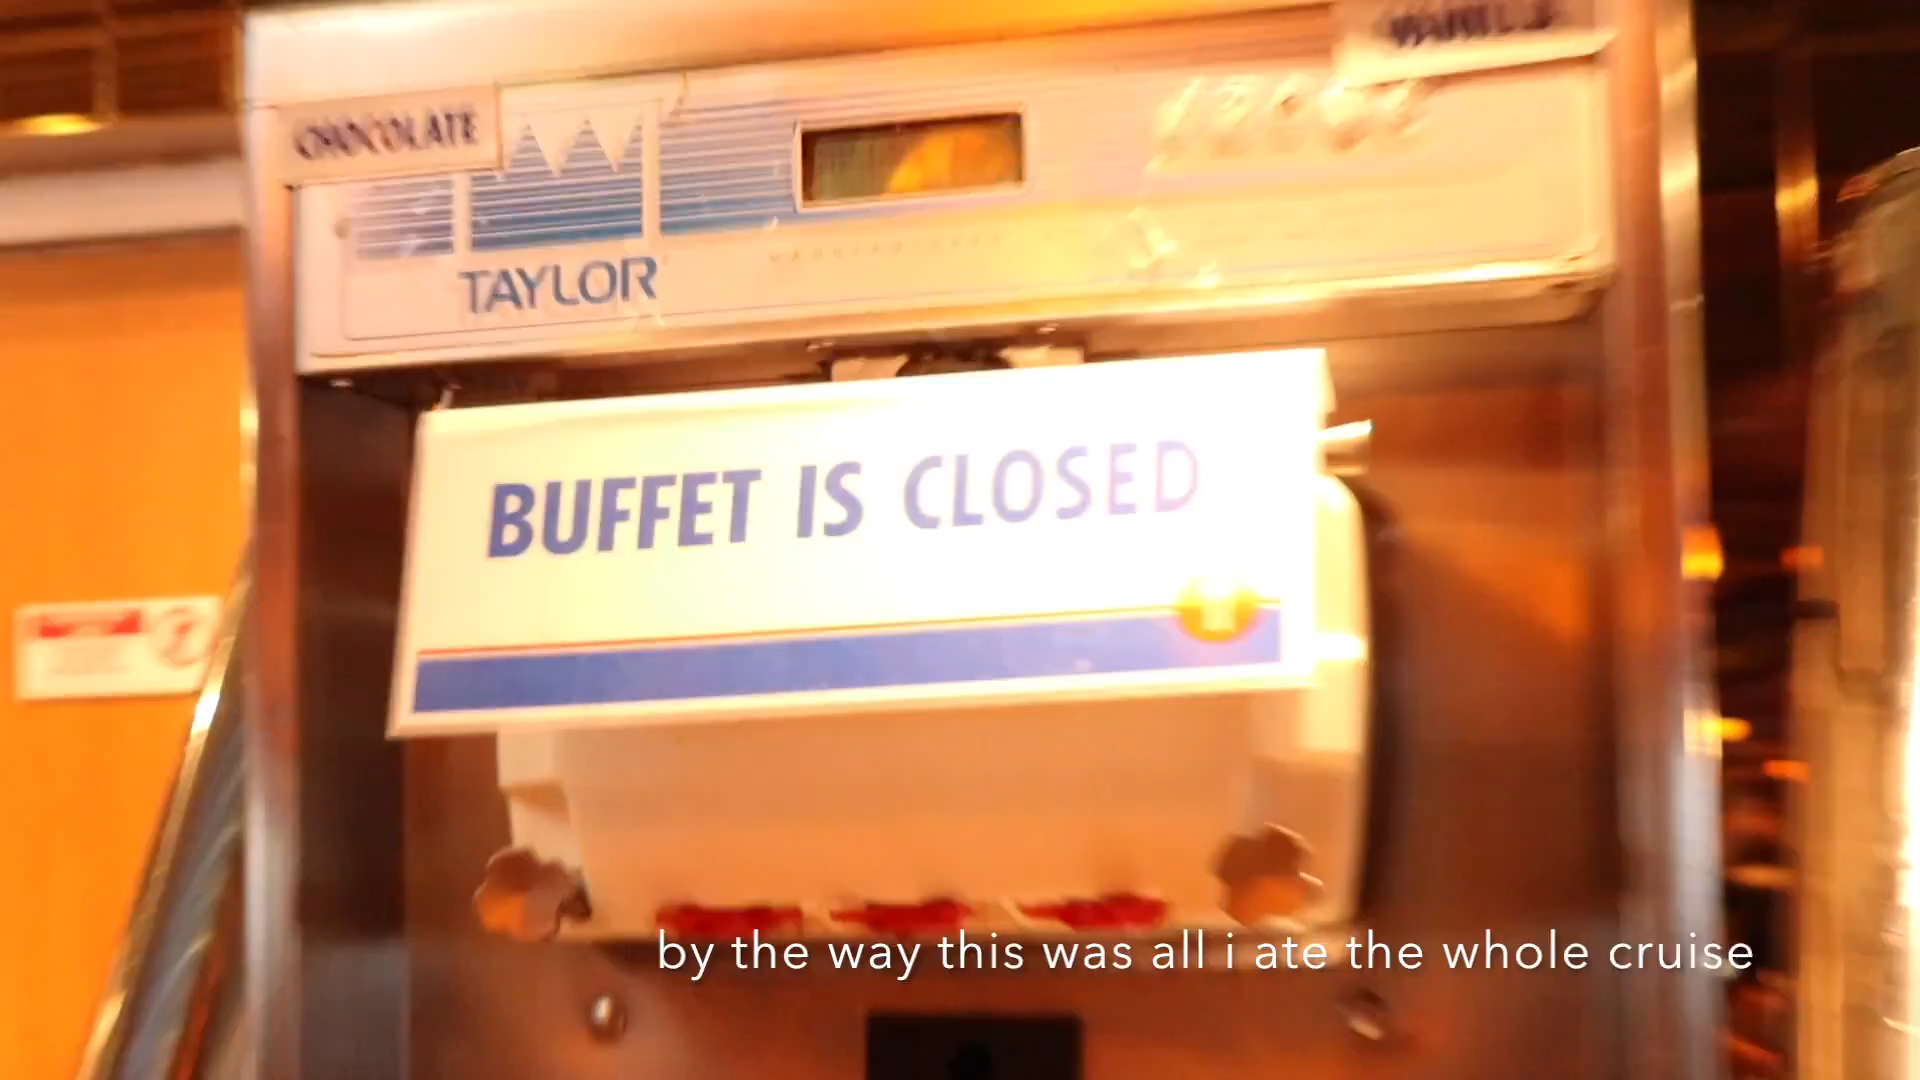 CHOCOLATE
TAYLOR
BUFFET IS CLOSED
by the way this was all i ate the whole cruise